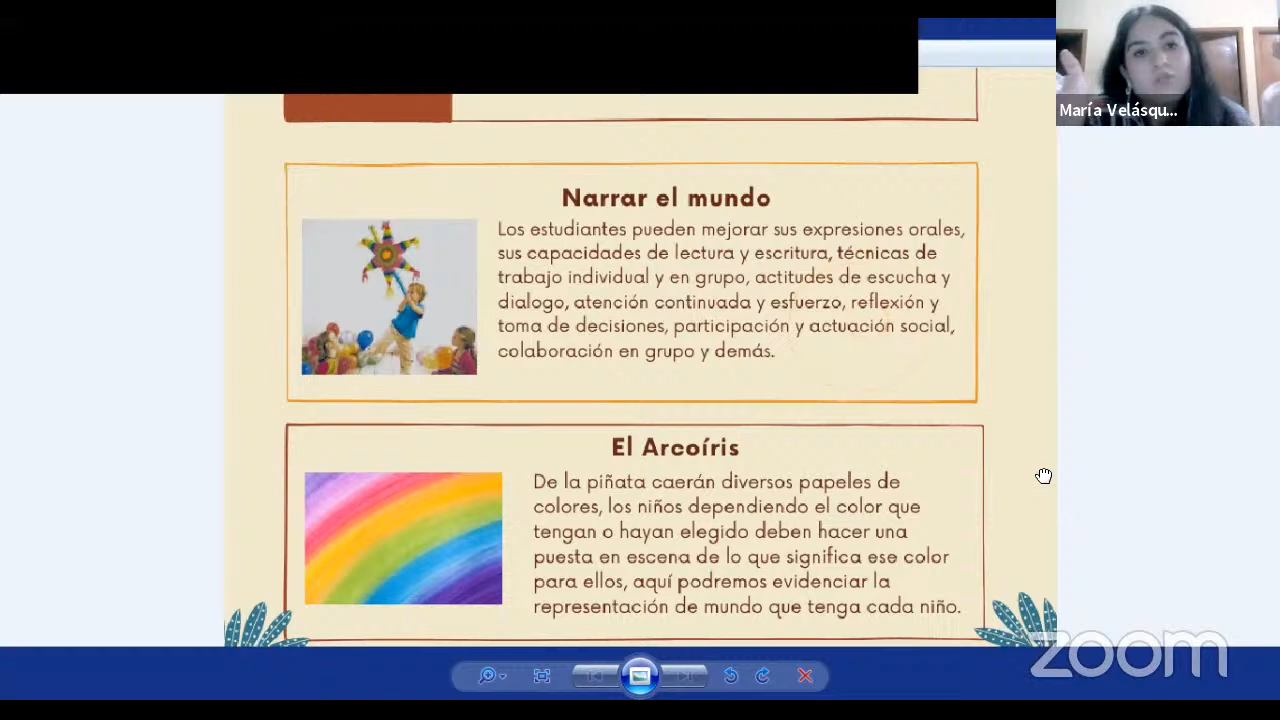 María Velásqu...
Narrar el mundo
Los estudiantes pueden mejorar sus expresiones orales,
sus capacidades de lectura y escritura, técnicas de
trabajo individual y en grupo, actitudes de escucha y
dialogo, atención continuada y esfuerzo, reflexión y
toma de decisiones, participación y actuación social,
colaboración en grupo y demás.
El Arcoíris
De la piñata caerán diversos papeles de
colores, los niños dependiendo el color que
tengan o hayan elegido deben hacer una
puesta en escena de lo que significa ese color
para ellos, aquí podremos evidenciar la
representación de mundo que tenga cada niño.
zoom